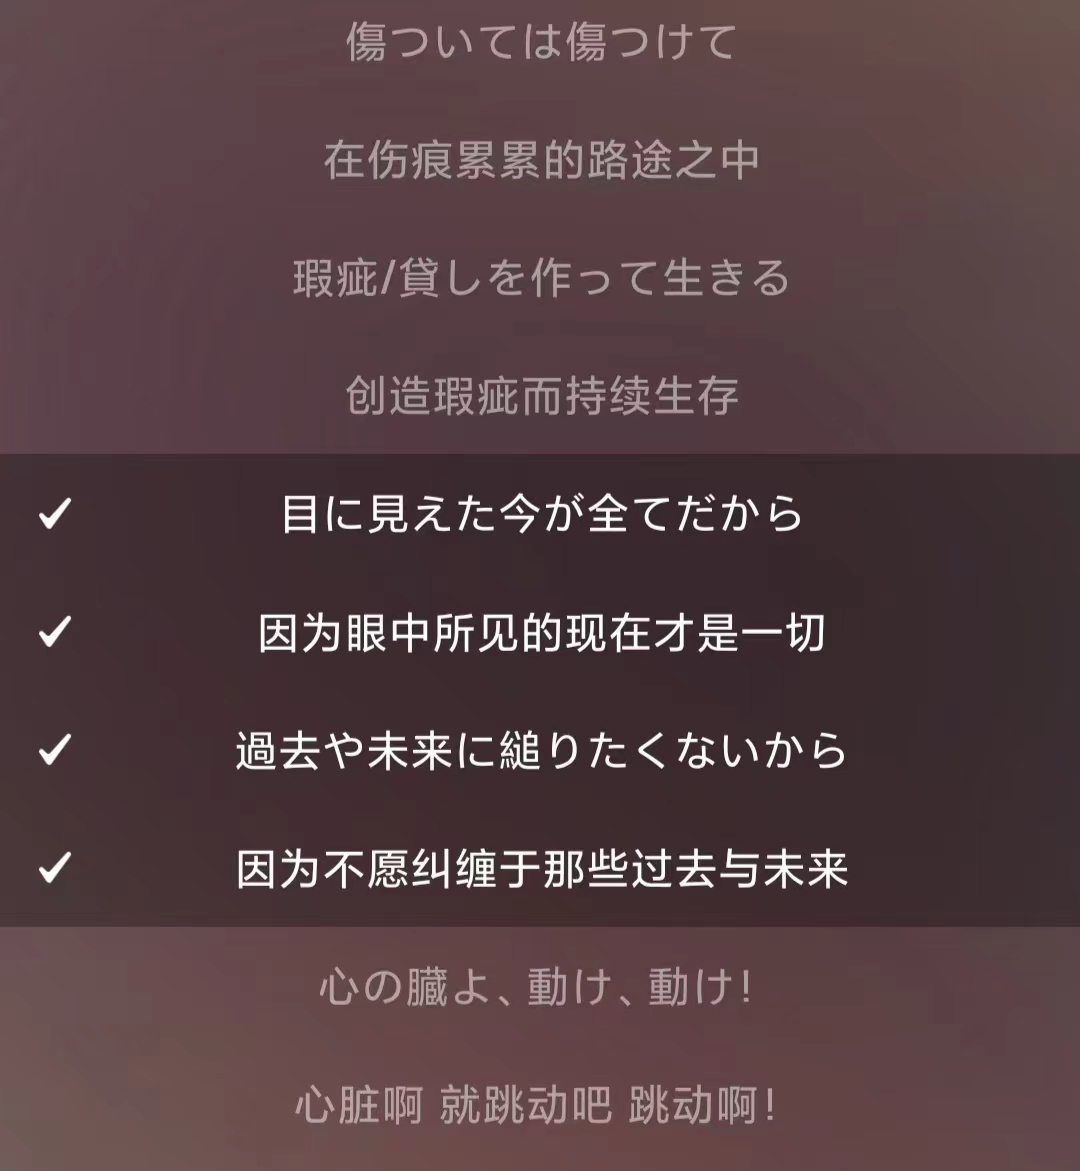 傷ついては傷つけて
在伤痕累累的路途之中
瑕疵/貸しを作って生きる
创造瑕疵而持续生存
目に見えた今が全てだから
因为眼中所见的现在才是一切
過去や未来に縋りたくないから
因为不愿纠缠于那些过去与未来
心の臓よ、動け、動け!
心脏啊 就跳动吧 跳动啊!